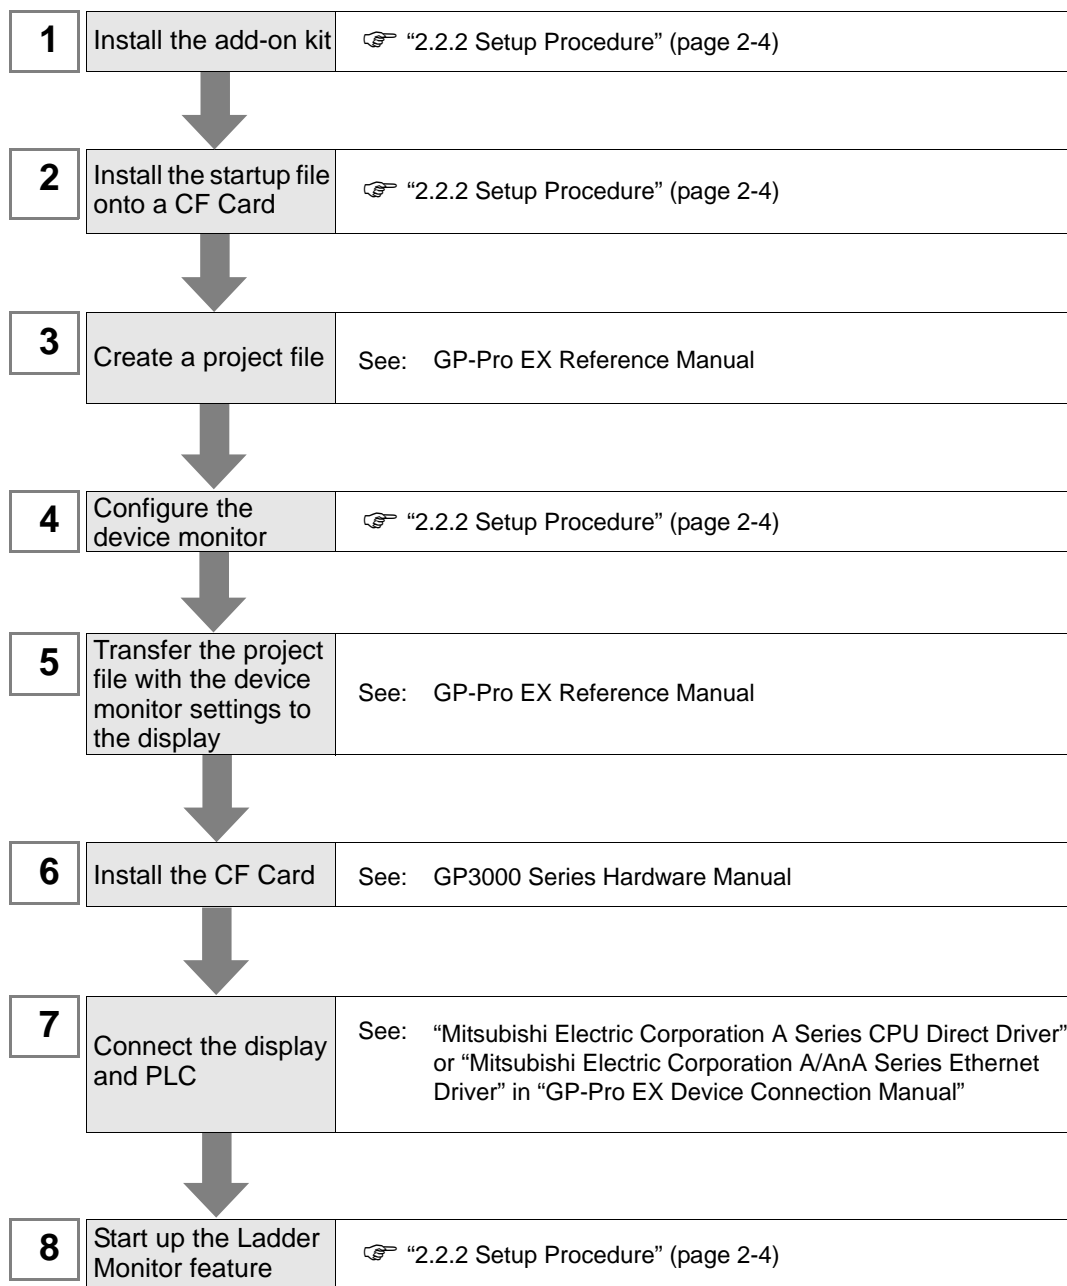 1
Install the add-on kit
☞ “2.2.2 Setup Procedure” (page 2-4)
2
Install the startup file
onto a CF Card
☞ “2.2.2 Setup Procedure” (page 2-4)
3
Create a project file
See: GP-Pro EX Reference Manual
4
Configure the
device monitor
☞ “2.2.2 Setup Procedure” (page 2-4)
5
Transfer the project
file with the device
monitor settings to
the display
See: GP-Pro EX Reference Manual
6
Install the CF Card
See: GP3000 Series Hardware Manual
7
Connect the display
and PLC
See: “Mitsubishi Electric Corporation A Series CPU Direct Driver”
or “Mitsubishi Electric Corporation A/AnA Series Ethernet
Driver” in “GP-Pro EX Device Connection Manual”
8
Start up the Ladder
Monitor feature
☞ “2.2.2 Setup Procedure” (page 2-4)